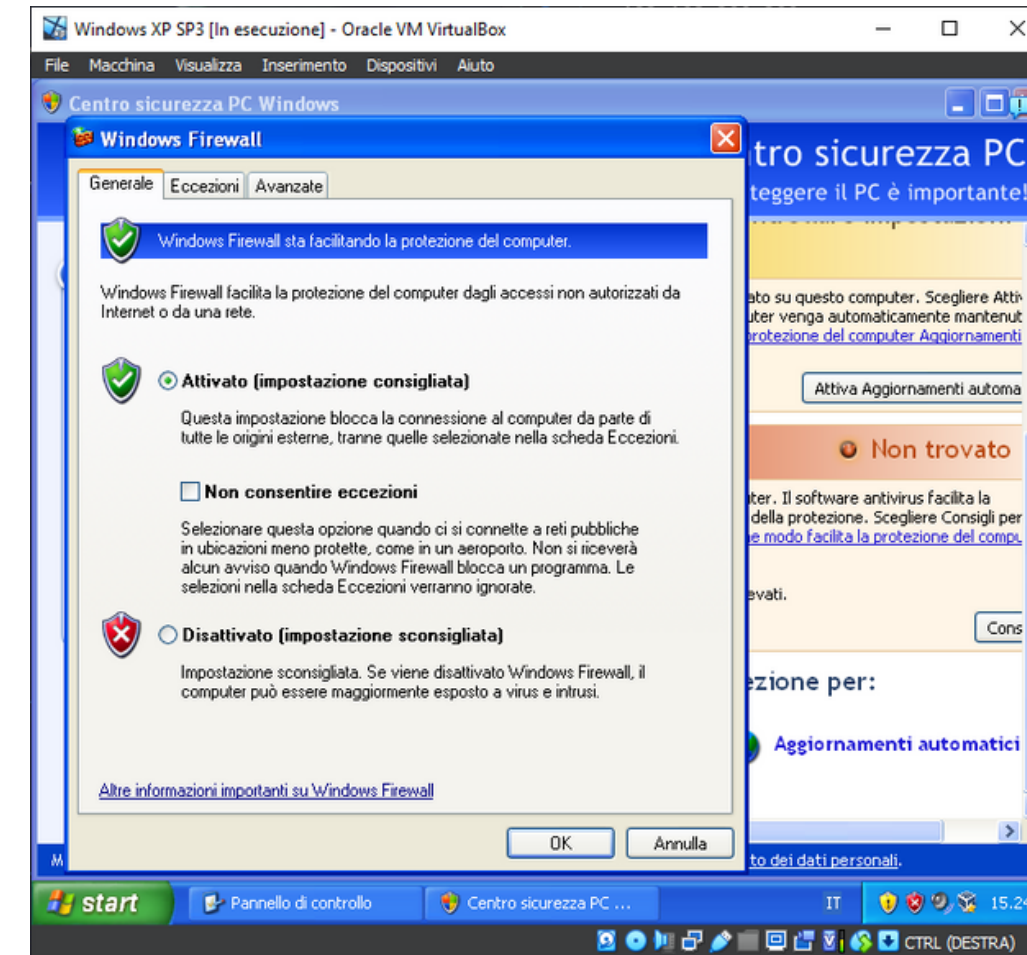 Windows XP SP3 [In esecuzione] - Oracle VM VirtualBox
File Macchina Visualizza Inserimento Dispositivi Aiuto
Centro sicurezza PC Windows
Windows Firewall
Generale Eccezioni Avanzate
Windows Firewall sta facilitando la protezione del computer.
Windows Firewall facilita la protezione del computer dagli accessi non autorizzati da
Internet o da una rete.
Attivato (impostazione consigliata)
Questa impostazione blocca la connessione al computer da parte di
tutte le origini esterne, tranne quelle selezionate nella scheda Eccezioni.
Non consentire eccezioni
Selezionare questa opzione quando ci si connette a reti pubbliche
in ubicazioni meno protette, come in un aeroporto. Non si riceverà
alcun avviso quando Windows Firewall blocca un programma. Le
selezioni nella scheda Eccezioni verranno ignorate.
Disattivato (impostazione sconsigliata)
Impostazione sconsigliata. Se viene disattivato Windows Firewall, il
computer può essere maggiormente esposto a virus e intrusi.
Altre informazioni importanti su Windows Firewall
OK Annulla
tro sicurezza PC
teggere il PC è importante!
ato su questo computer. Scegliere Attiv
uter venga automaticamente mantenut
protezione del computer Aggiornamenti
Attiva Aggiornamenti automa
Non trovato
uter. Il software antivirus facilita la
della protezione. Scegliere Consigli per
e modo facilita la protezione del compu
evati.
Cons
ezione per:
Aggiornamenti automatici
M
to dei dati personali.
start Pannello di controllo Centro sicurezza PC ... IT 15.24
CTRL (DESTRA)